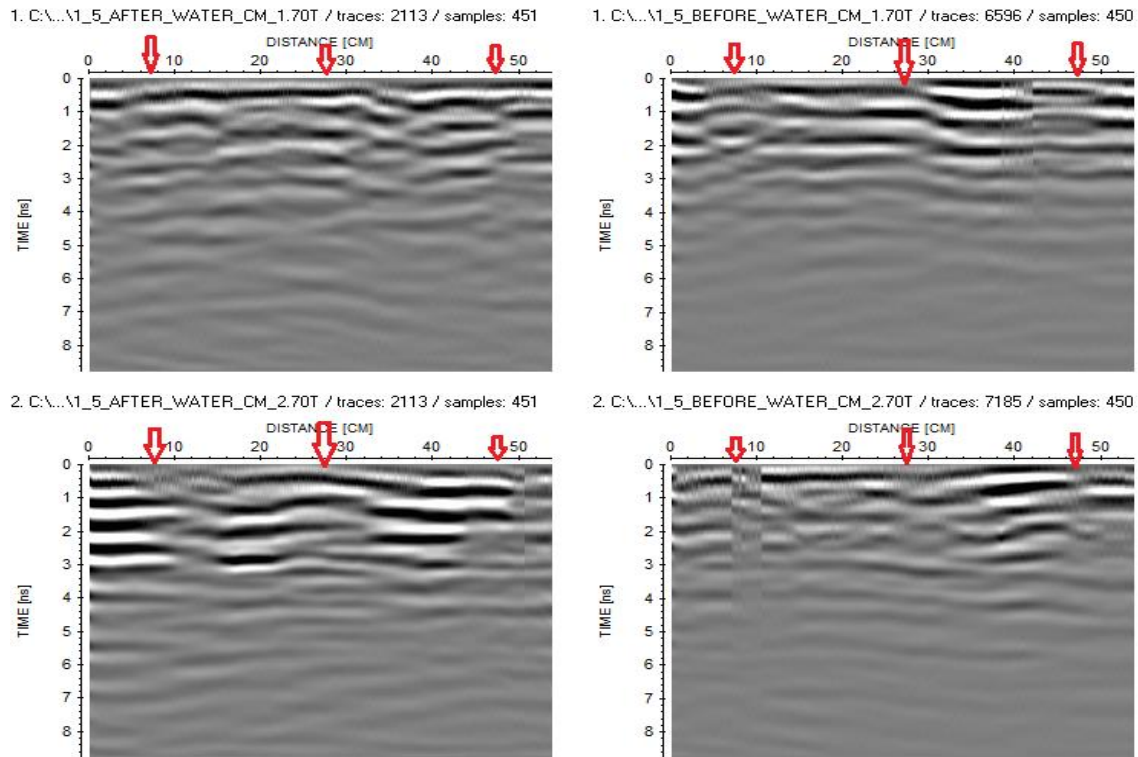 1. C:\...\1_5_AFTER_WATER_CM_1.70T / traces: 2113 / samples: 451
DISTANCE [CM]
0 10 20 30 40 50
0
1
2
3
4
5
6
7
8
TIME [ns]
1. C:\...\1_5_BEFORE_WATER_CM_1.70T / traces: 6596 / samples: 450
DISTANCE [CM]
0 10 20 30 40 50
0
1
2
3
4
5
6
7
8
TIME [ns]
2. C:\...\1_5_AFTER_WATER_CM_2.70T / traces: 2113 / samples: 451
DISTANCE [CM]
0 10 20 30 40 50
0
1
2
3
4
5
6
7
8
TIME [ns]
2. C:\...\1_5_BEFORE_WATER_CM_2.70T / traces: 7185 / samples: 450
DISTANCE [CM]
0 10 20 30 40 50
0
1
2
3
4
5
6
7
8
TIME [ns]